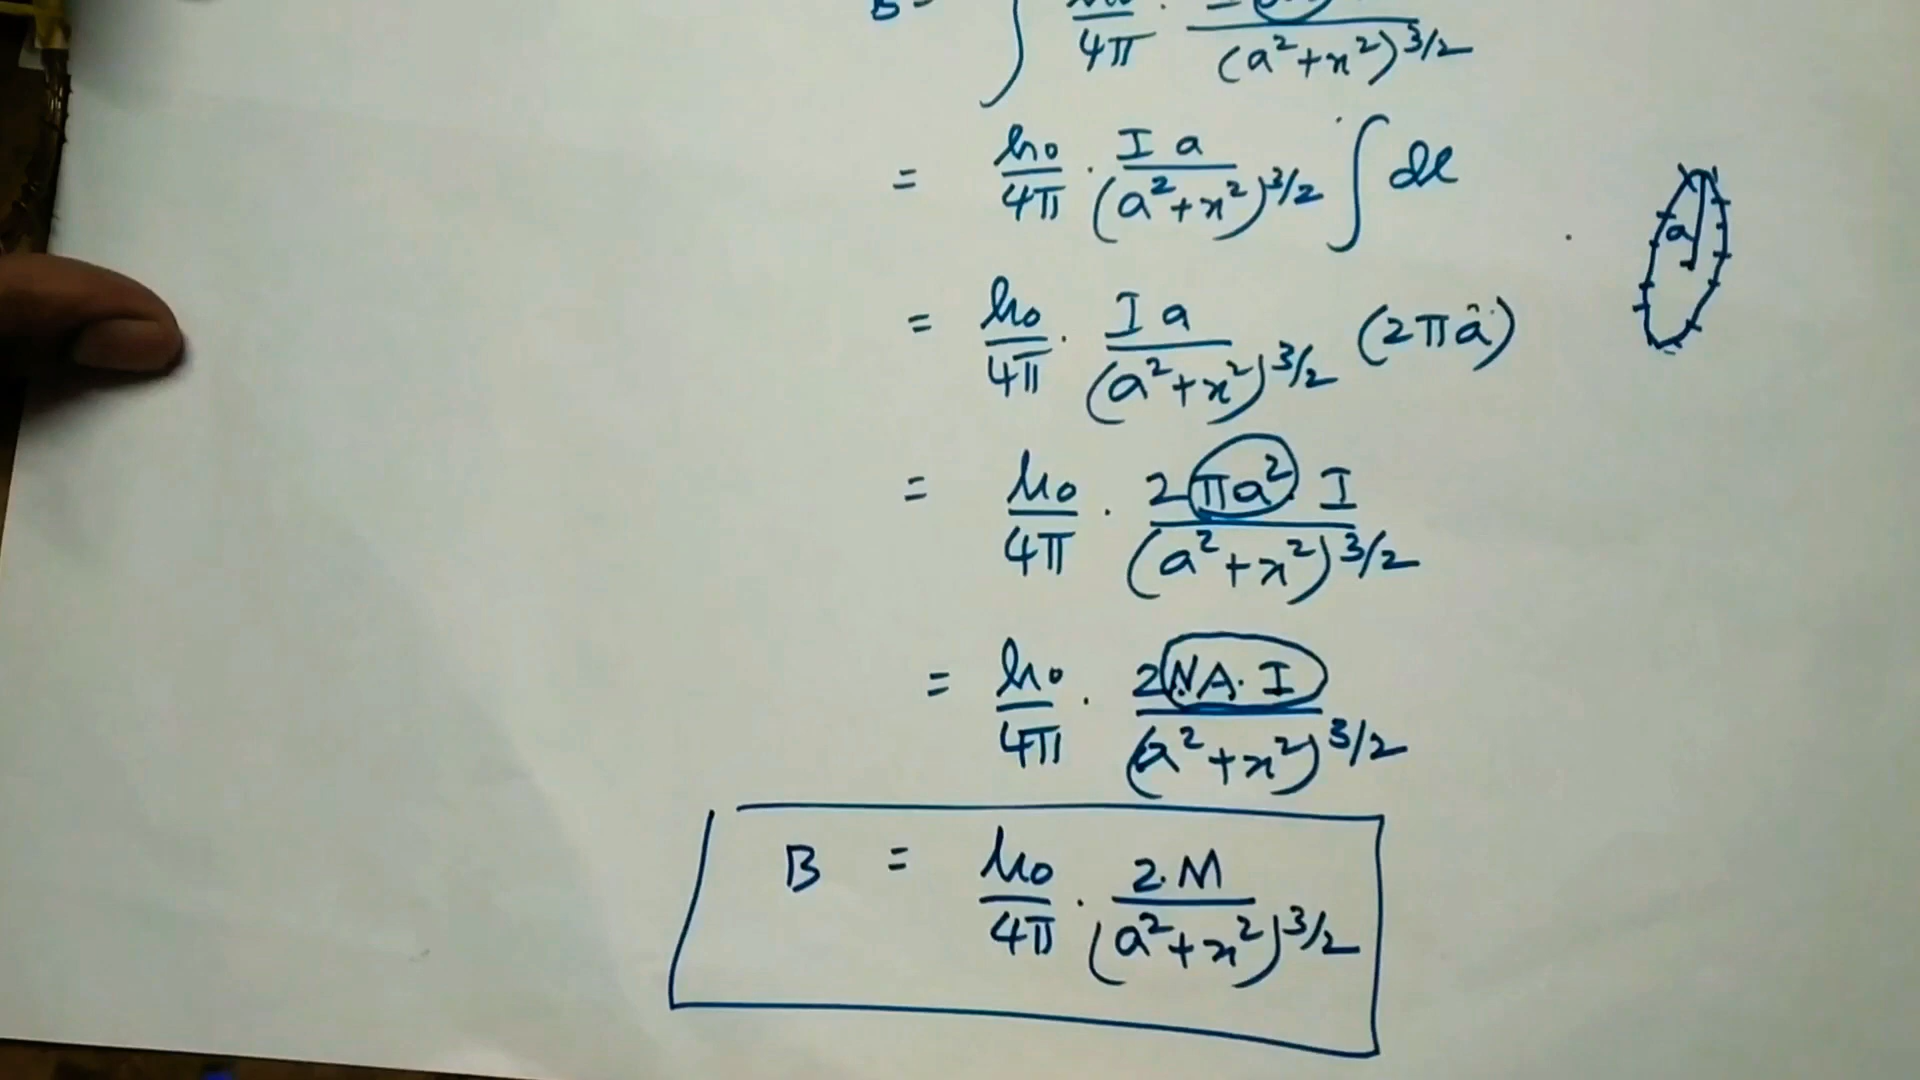 B = ∫ μ₀/4π · (a²+x²)^3/2
= μ₀/4π · I a/(a²+x²)^3/2 ∫ dl
a
= μ₀/4π · I a/(a²+x²)^3/2 (2πa)
= μ₀/4π · 2πa² I/(a²+x²)^3/2
= μ₀/4π · 2NA·I/(a²+x²)^3/2
B = μ₀/4π · 2·M/(a²+x²)^3/2